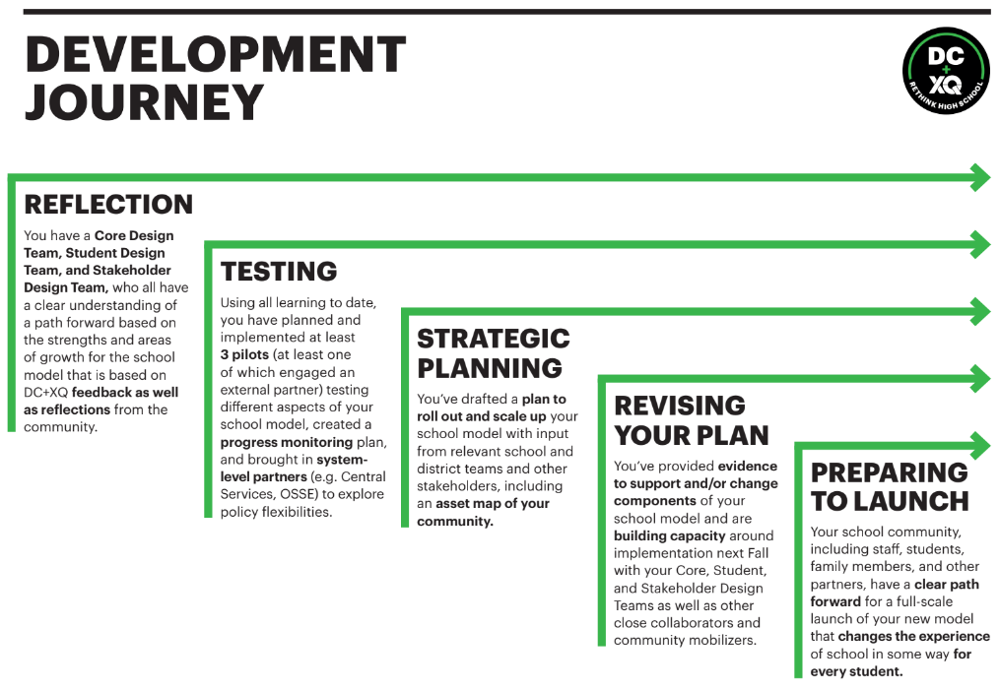 DEVELOPMENT
JOURNEY
DC
+
XQ
RETHINK HIGH SCHOOL
REFLECTION
You have a Core Design
Team, Student Design
Team, and Stakeholder
Design Team, who all have
a clear understanding of
a path forward based on
the strengths and areas
of growth for the school
model that is based on
DC+XQ feedback as well
as reflections from the
community.
TESTING
Using all learning to date,
you have planned and
implemented at least
3 pilots (at least one
of which engaged an
external partner) testing
different aspects of your
school model, created a
progress monitoring plan,
and brought in system-
level partners (e.g. Central
Services, OSSE) to explore
policy flexibilities.
STRATEGIC
PLANNING
You've drafted a plan to
roll out and scale up your
school model with input
from relevant school and
district teams and other
stakeholders, including
an asset map of your
community.
REVISING
YOUR PLAN
You've provided evidence
to support and/or change
components of your
school model and are
building capacity around
implementation next Fall
with your Core, Student,
and Stakeholder Design
Teams as well as other
close collaborators and
community mobilizers.
PREPARING
TO LAUNCH
Your school community,
including staff, students,
family members, and other
partners, have a clear path
forward for a full-scale
launch of your new model
that changes the experience
of school in some way for
every student.